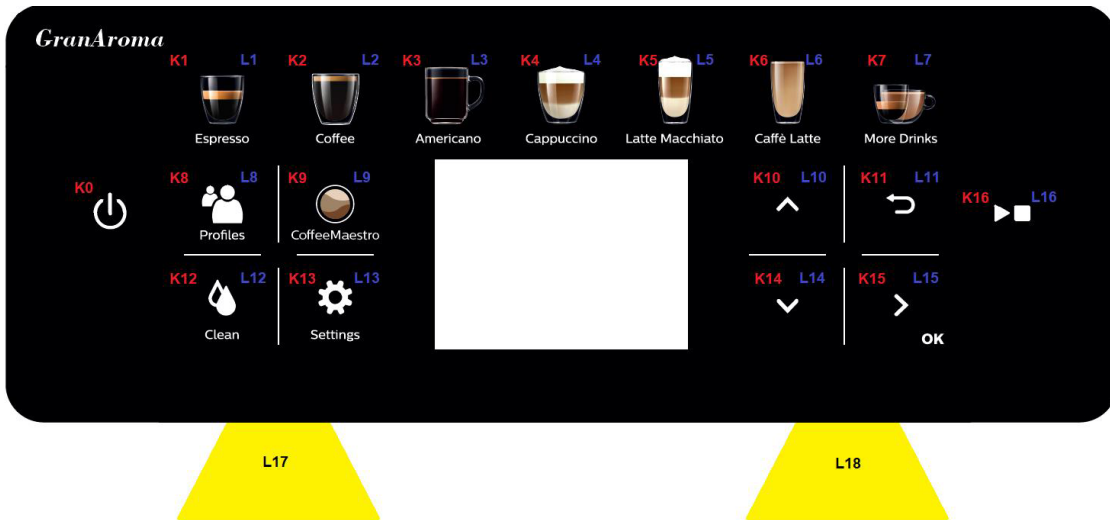 GranAroma
K1 L1 K2 L2 K3 L3 K4 L4 K5 L5 K6 L6 K7 L7
Espresso Coffee Americano Cappuccino Latte Macchiato Caffè Latte More Drinks
K0 K8 L8 K9 L9 K10 L10 K11 L11 K16 L16
Profiles CoffeeMaestro
K12 L12 K13 L13 K14 L14 K15 L15
Clean Settings OK
L17 L18